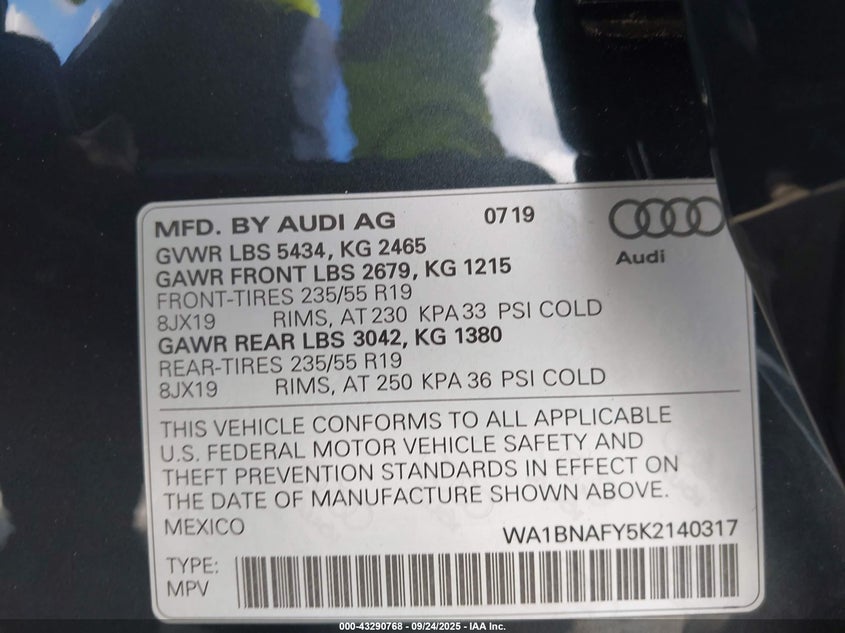 MFD. BY AUDI AG 0719
Audi
GVWR LBS 5434, KG 2465
GAWR FRONT LBS 2679, KG 1215
FRONT-TIRES 235/55 R19
8JX19 RIMS, AT 230 KPA 33 PSI COLD
GAWR REAR LBS 3042, KG 1380
REAR-TIRES 235/55 R19
8JX19 RIMS, AT 250 KPA 36 PSI COLD
THIS VEHICLE CONFORMS TO ALL APPLICABLE
U.S. FEDERAL MOTOR VEHICLE SAFETY AND
THEFT PREVENTION STANDARDS IN EFFECT ON
THE DATE OF MANUFACTURE SHOWN ABOVE.
MEXICO WA1BNAFY5K2140317
TYPE:
MPV
000-43290768 - 09/24/2025 - IAA Inc.